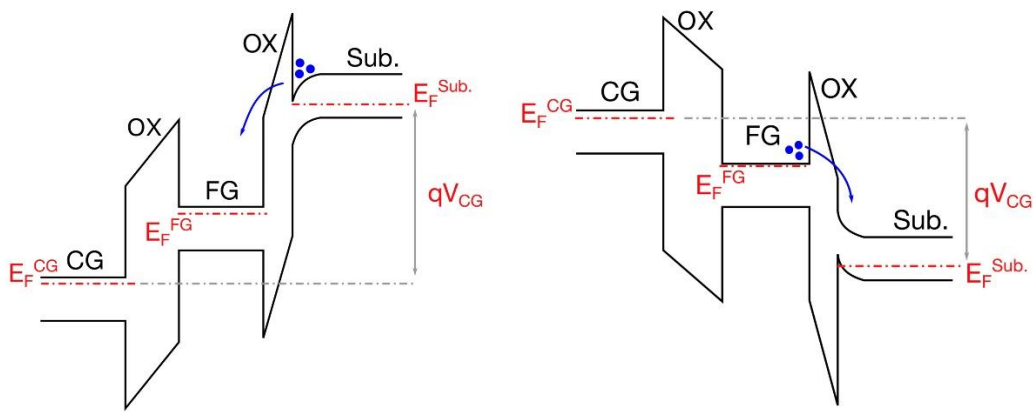 OX
Sub.
E_F^Sub.
OX
FG
E_F^FG
qV_CG
E_F^CG
CG
OX
CG
E_F^CG
OX
FG
E_F^FG
qV_CG
Sub.
E_F^Sub.